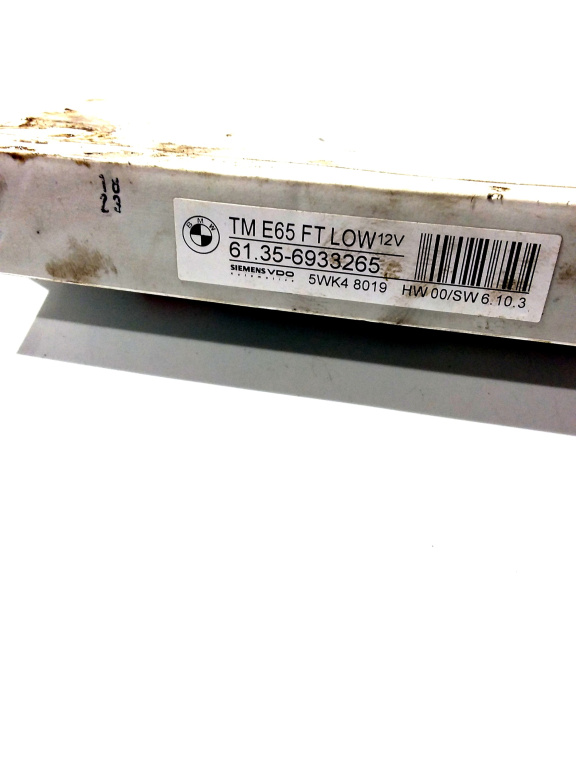 18
23
BMW
TM E65 FT LOW 12V
61.35-6933265
SIEMENS VDO
Automotive
5WK4 8019 HW 00/SW 6.10.3